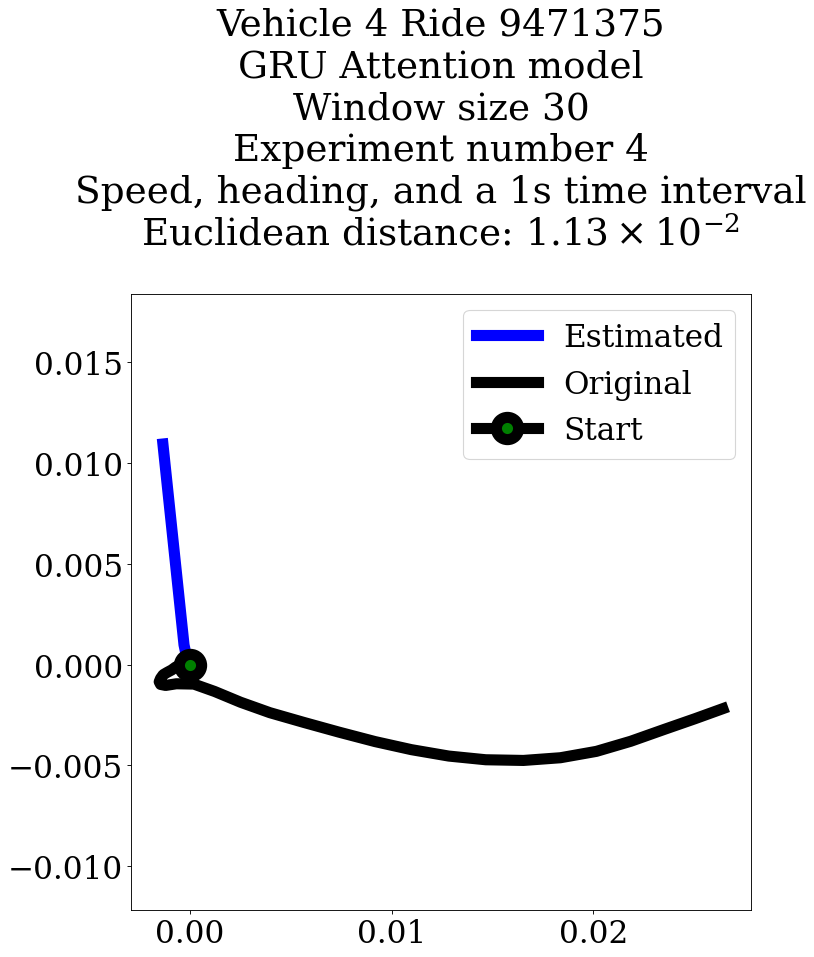 Vehicle 4 Ride 9471375
GRU Attention model
Window size 30
Experiment number 4
Speed, heading, and a 1s time interval
Euclidean distance: 1.13 × 10⁻²
Estimated
Original
Start
0.015
0.010
0.005
0.000
−0.005
−0.010
0.00 0.01 0.02